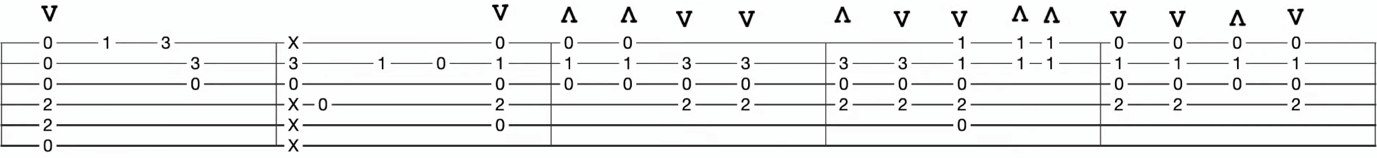 V V Λ Λ V V Λ V V Λ Λ V V Λ V
0 1 3 X 0 0 0 1 1 1 0 0 0 0
0 3 3 1 0 1 1 1 3 3 3 3 1 1 1 1 1 1 1
0 0 0 0 0 0 0 0 0 0 0 0 0 0 0
2 X 0 2 2 2 2 2 2 2 2 2
2 X 0 0
0 X